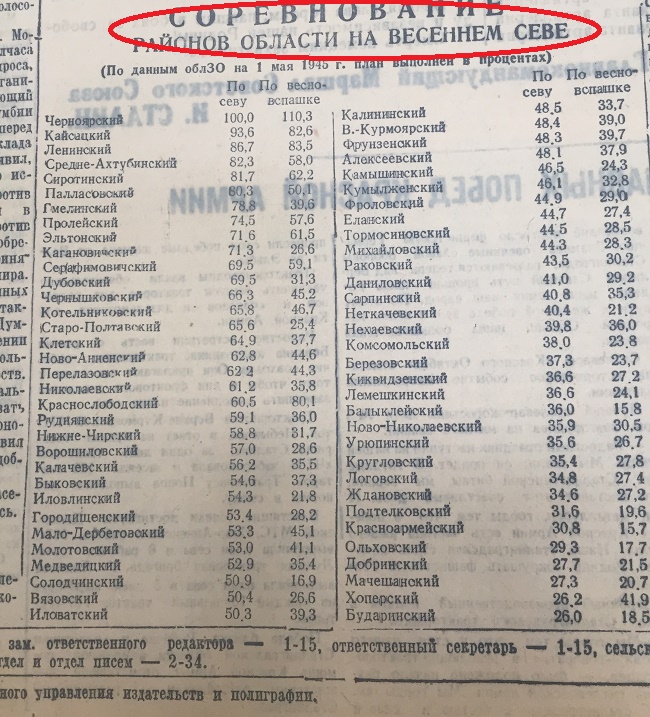 СОРЕВНОВАНИЕ
РАЙОНОВ ОБЛАСТИ НА ВЕСЕННЕМ СЕВЕ
(По данным облЗО на 1 мая 1945 г. план выполнен в процентах)
По севу По весно-вспашке
Черноярский 100,0 110,3
Кайсацкий 93,6 82,6
Ленинский 86,7 83,5
Средне-Ахтубинский 82,3 58,0
Сиротинский 81,7 62,2
Палласовский 80,3 50,1
Гмелинский 78,8 39,6
Пролейский 74,5 57,6
Эльтонский 71,6 61,5
Каганович­ский 71,3 26,6
Серафимовичский 69,5 59,1
Дубовский 69,5 31,3
Чернышковский 66,3 45,2
Котельниковский 65,8 46,7
Старо-Полтавский 65,6 25,4
Клетский 64,9 37,7
Ново-Анненский 62,8 44,6
Перелазовский 62 2 44,3
Николаевский 61,2 35,8
Краснослободский 60,5 80,1
Руднянский 59,1 36,0
Нижне-Чирский 58,8 31,7
Ворошиловский 57,0 28,6
Калачевский 56,2 35,5
Быковский 54,6 37,3
Иловлинский 54,3 21,8
Городищенский 53,4 28,2
Мало-Дербетовский 53,3 45,1
Молотовский 53,0 41,1
Медведицкий 52,9 35,4
Солодчинский 50,9 16,9
Вязовский 50,4 26,6
Иловатский 50,3 39,3
По севу По весно-вспашке
Калининский 48,5 33,7
В.-Курмоярский 48,4 39,0
Фрунзенский 48,3 39,7
Алексеевский 48,1 37,9
Камышинский 46,5 24,3
Кумылженский 46,1 32,8
Фроловский 44,9 29,0
Еланский 44,7 27,4
Тормосиновский 44,5 28,5
Михайловский 44,3 28,3
Раковский 43,5 30,2
Даниловский 41,0 29,2
Сарпинский 40,8 35,3
Неткачевский 40,4 21,2
Нехаевский 39,8 36,0
Комсомольский 38,0 23,8
Березовский 37,3 23,7
Киквидзенский 36,6 27,2
Лемешкинский 36,6 24,1
Балыклейский 36,0 15,8
Ново-Николаевский 35,9 30,5
Урюпинский 35,6 26,7
Кругловский 35,4 27,8
Логовский 34,8 27,4
Ждановский 34,6 27,2
Подтелковский 31,6 19,6
Красноармейский 30,8 15,7
Ольховский 29,3 17,7
Добринский 27,7 21,5
Мачешанский 27,3 20,7
Хоперский 26,2 41,9
Бударинский 26,0 18,5
зам. ответственного редактора — 1-15, ответственный секретарь — 1-15, сельск
отдел и отдел писем — 2-34.
ного управления издательств и полиграфии,